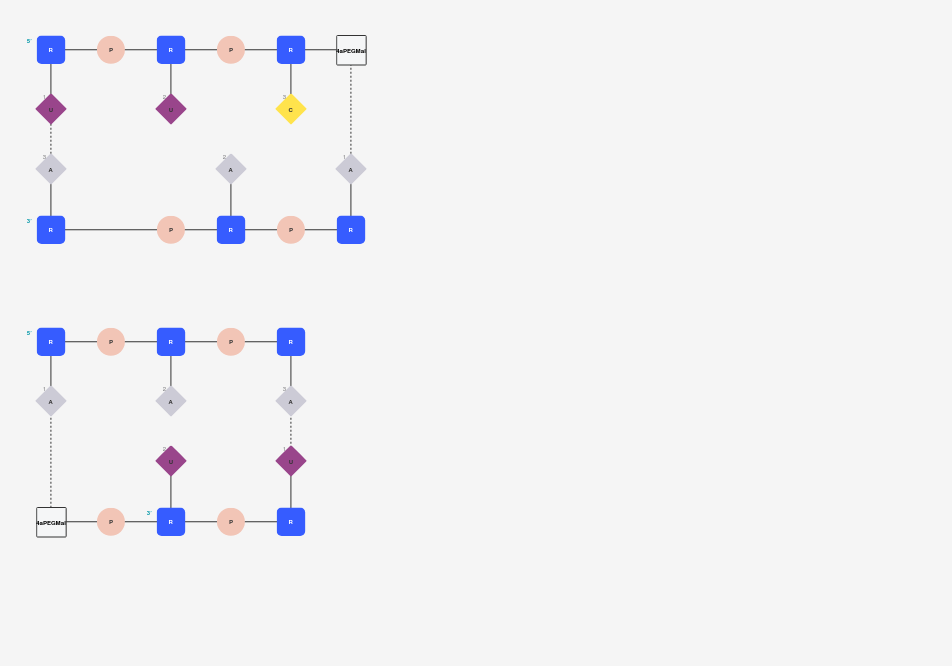 5' R P R P R 4aPEGMal
1 U 2 U 3 C
3 A 2 A 1 A
3' R P R P R
5' R P R P R
1 A 2 A 3 A
2 U 1 U
4aPEGMal P 3' R P R